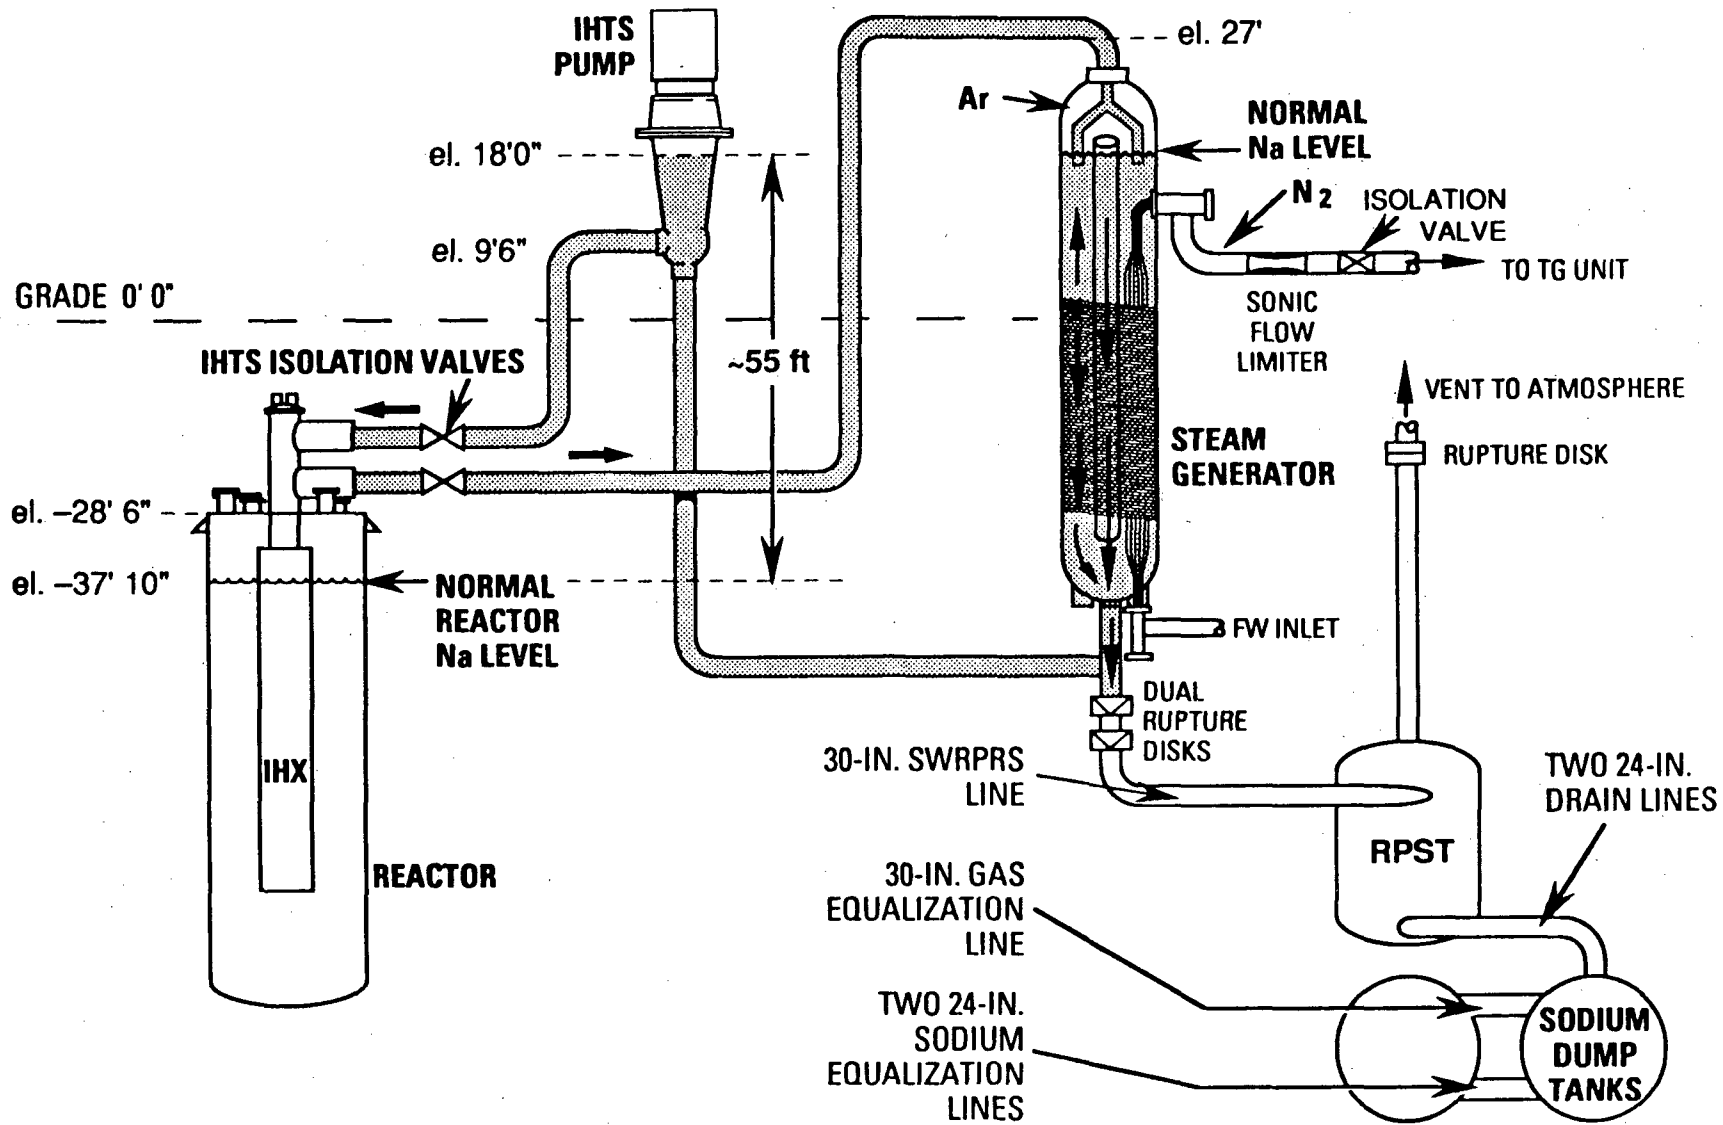 IHTS
PUMP
el. 27'
Ar
NORMAL
Na LEVEL
el. 18'0"
N2
ISOLATION
VALVE
el. 9'6"
TO TG UNIT
GRADE 0' 0"
SONIC
FLOW
LIMITER
IHTS ISOLATION VALVES
~55 ft
VENT TO ATMOSPHERE
STEAM
GENERATOR
RUPTURE DISK
el. –28' 6"
el. –37' 10"
NORMAL
REACTOR
Na LEVEL
FW INLET
DUAL
RUPTURE
DISKS
30-IN. SWRPRS
LINE
IHX
TWO 24-IN.
DRAIN LINES
RPST
REACTOR
30-IN. GAS
EQUALIZATION
LINE
TWO 24-IN.
SODIUM
EQUALIZATION
LINES
SODIUM
DUMP
TANKS